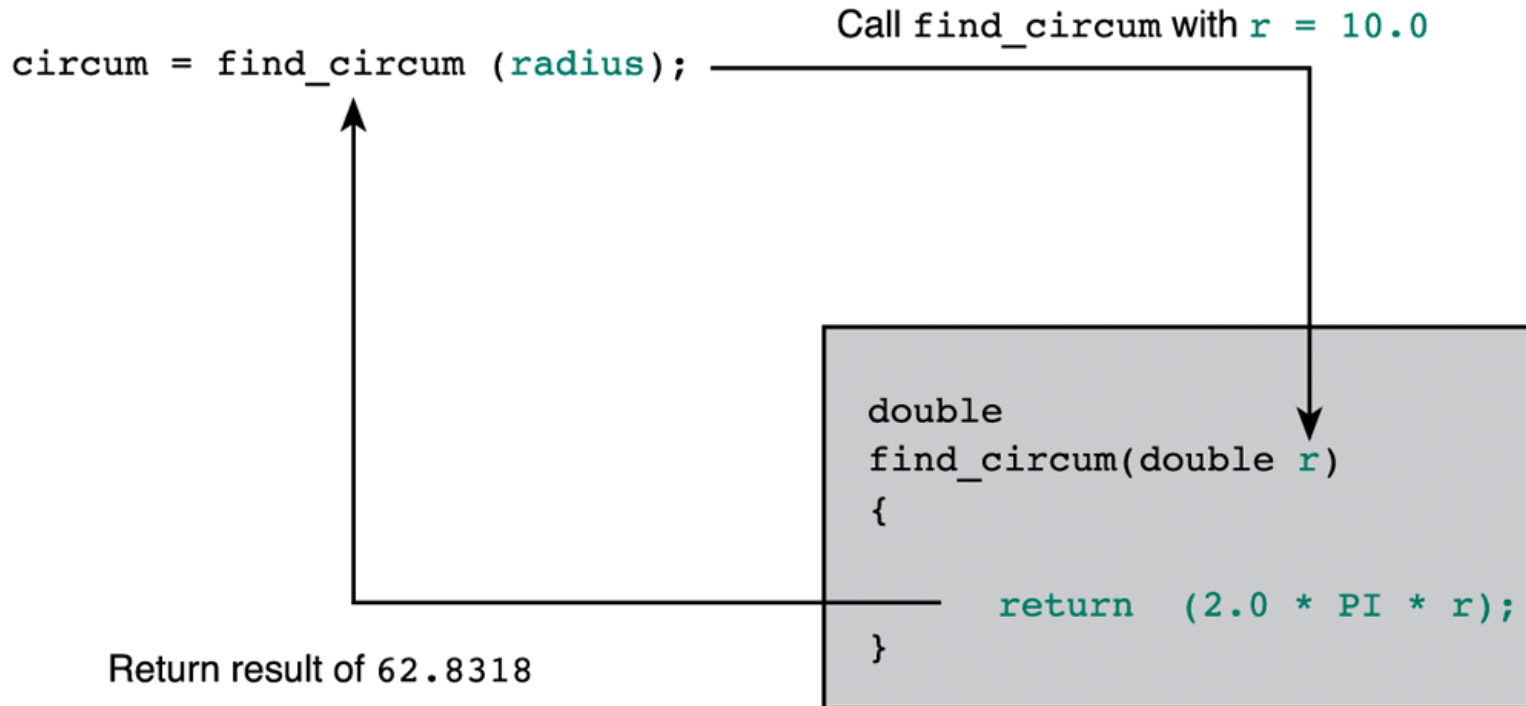 Call find_circum with r = 10.0
circum = find_circum (radius);
double
find_circum(double r)
{
return (2.0 * PI * r);
}
Return result of 62.8318